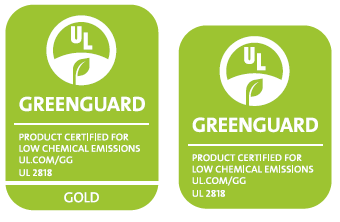 UL
GREENGUARD
PRODUCT CERTIFIED FOR
LOW CHEMICAL EMISSIONS
UL.COM/GG
UL 2818
GOLD
UL
GREENGUARD
PRODUCT CERTIFIED FOR
LOW CHEMICAL EMISSIONS
UL.COM/GG
UL 2818